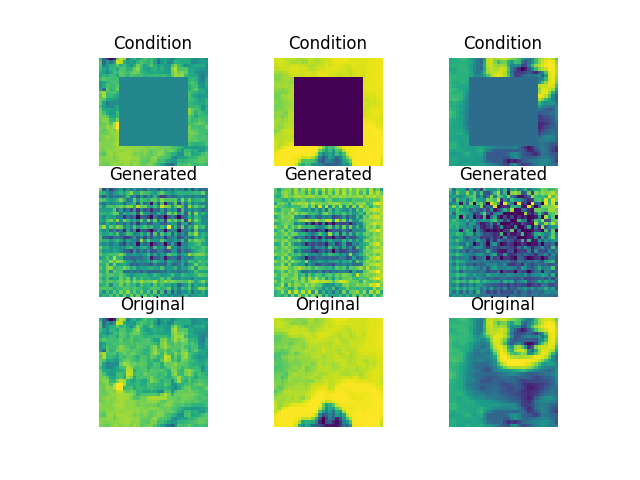 Condition Condition Condition
Generated Generated Generated
Original Original Original